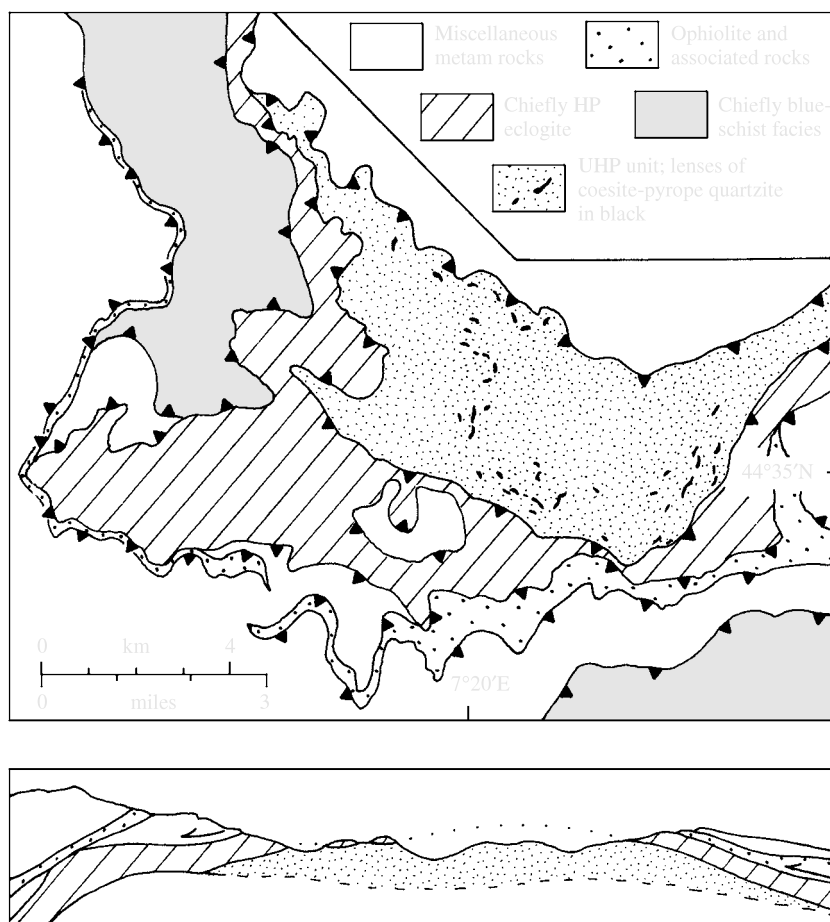 Miscellaneous
metam rocks
Ophiolite and
associated rocks
Chiefly HP
eclogite
Chiefly blue-
schist facies
UHP unit; lenses of
coesite-pyrope quartzite
in black
44°35′N
0 km 4
0 miles 3
7°20′E